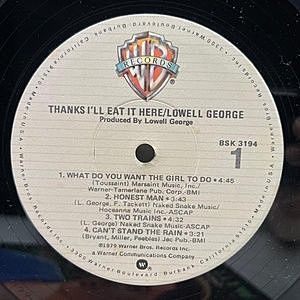 WB
RECORDS
THANKS I'LL EAT IT HERE/LOWELL GEORGE
Produced By Lowell George
BSK 3194
1
1. WHAT DO YOU WANT THE GIRL TO DO • 4:45
(Toussaint) Marsaint Music, Inc./
Warner-Tamerlane Pub. Corp.-BMI
2. HONEST MAN • 3:43
(L. George, F. Tackett) Naked Snake Music/
Hoceanna Music Inc.-ASCAP
3. TWO TRAINS • 4:32
(L. George) Naked Snake Music-ASCAP
4. CAN'T STAND THE RAIN • 3:21
(Bryant, Miller, Peebles) Jec Pub.-BMI
©1979 Warner Bros. Records Inc.
a Warner Communications Company